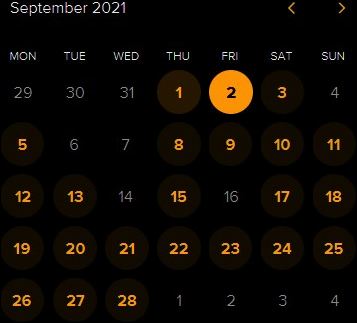 September 2021
MON TUE WED THU FRI SAT SUN
29 30 31 1 2 3 4
5 6 7 8 9 10 11
12 13 14 15 16 17 18
19 20 21 22 23 24 25
26 27 28 1 2 3 4